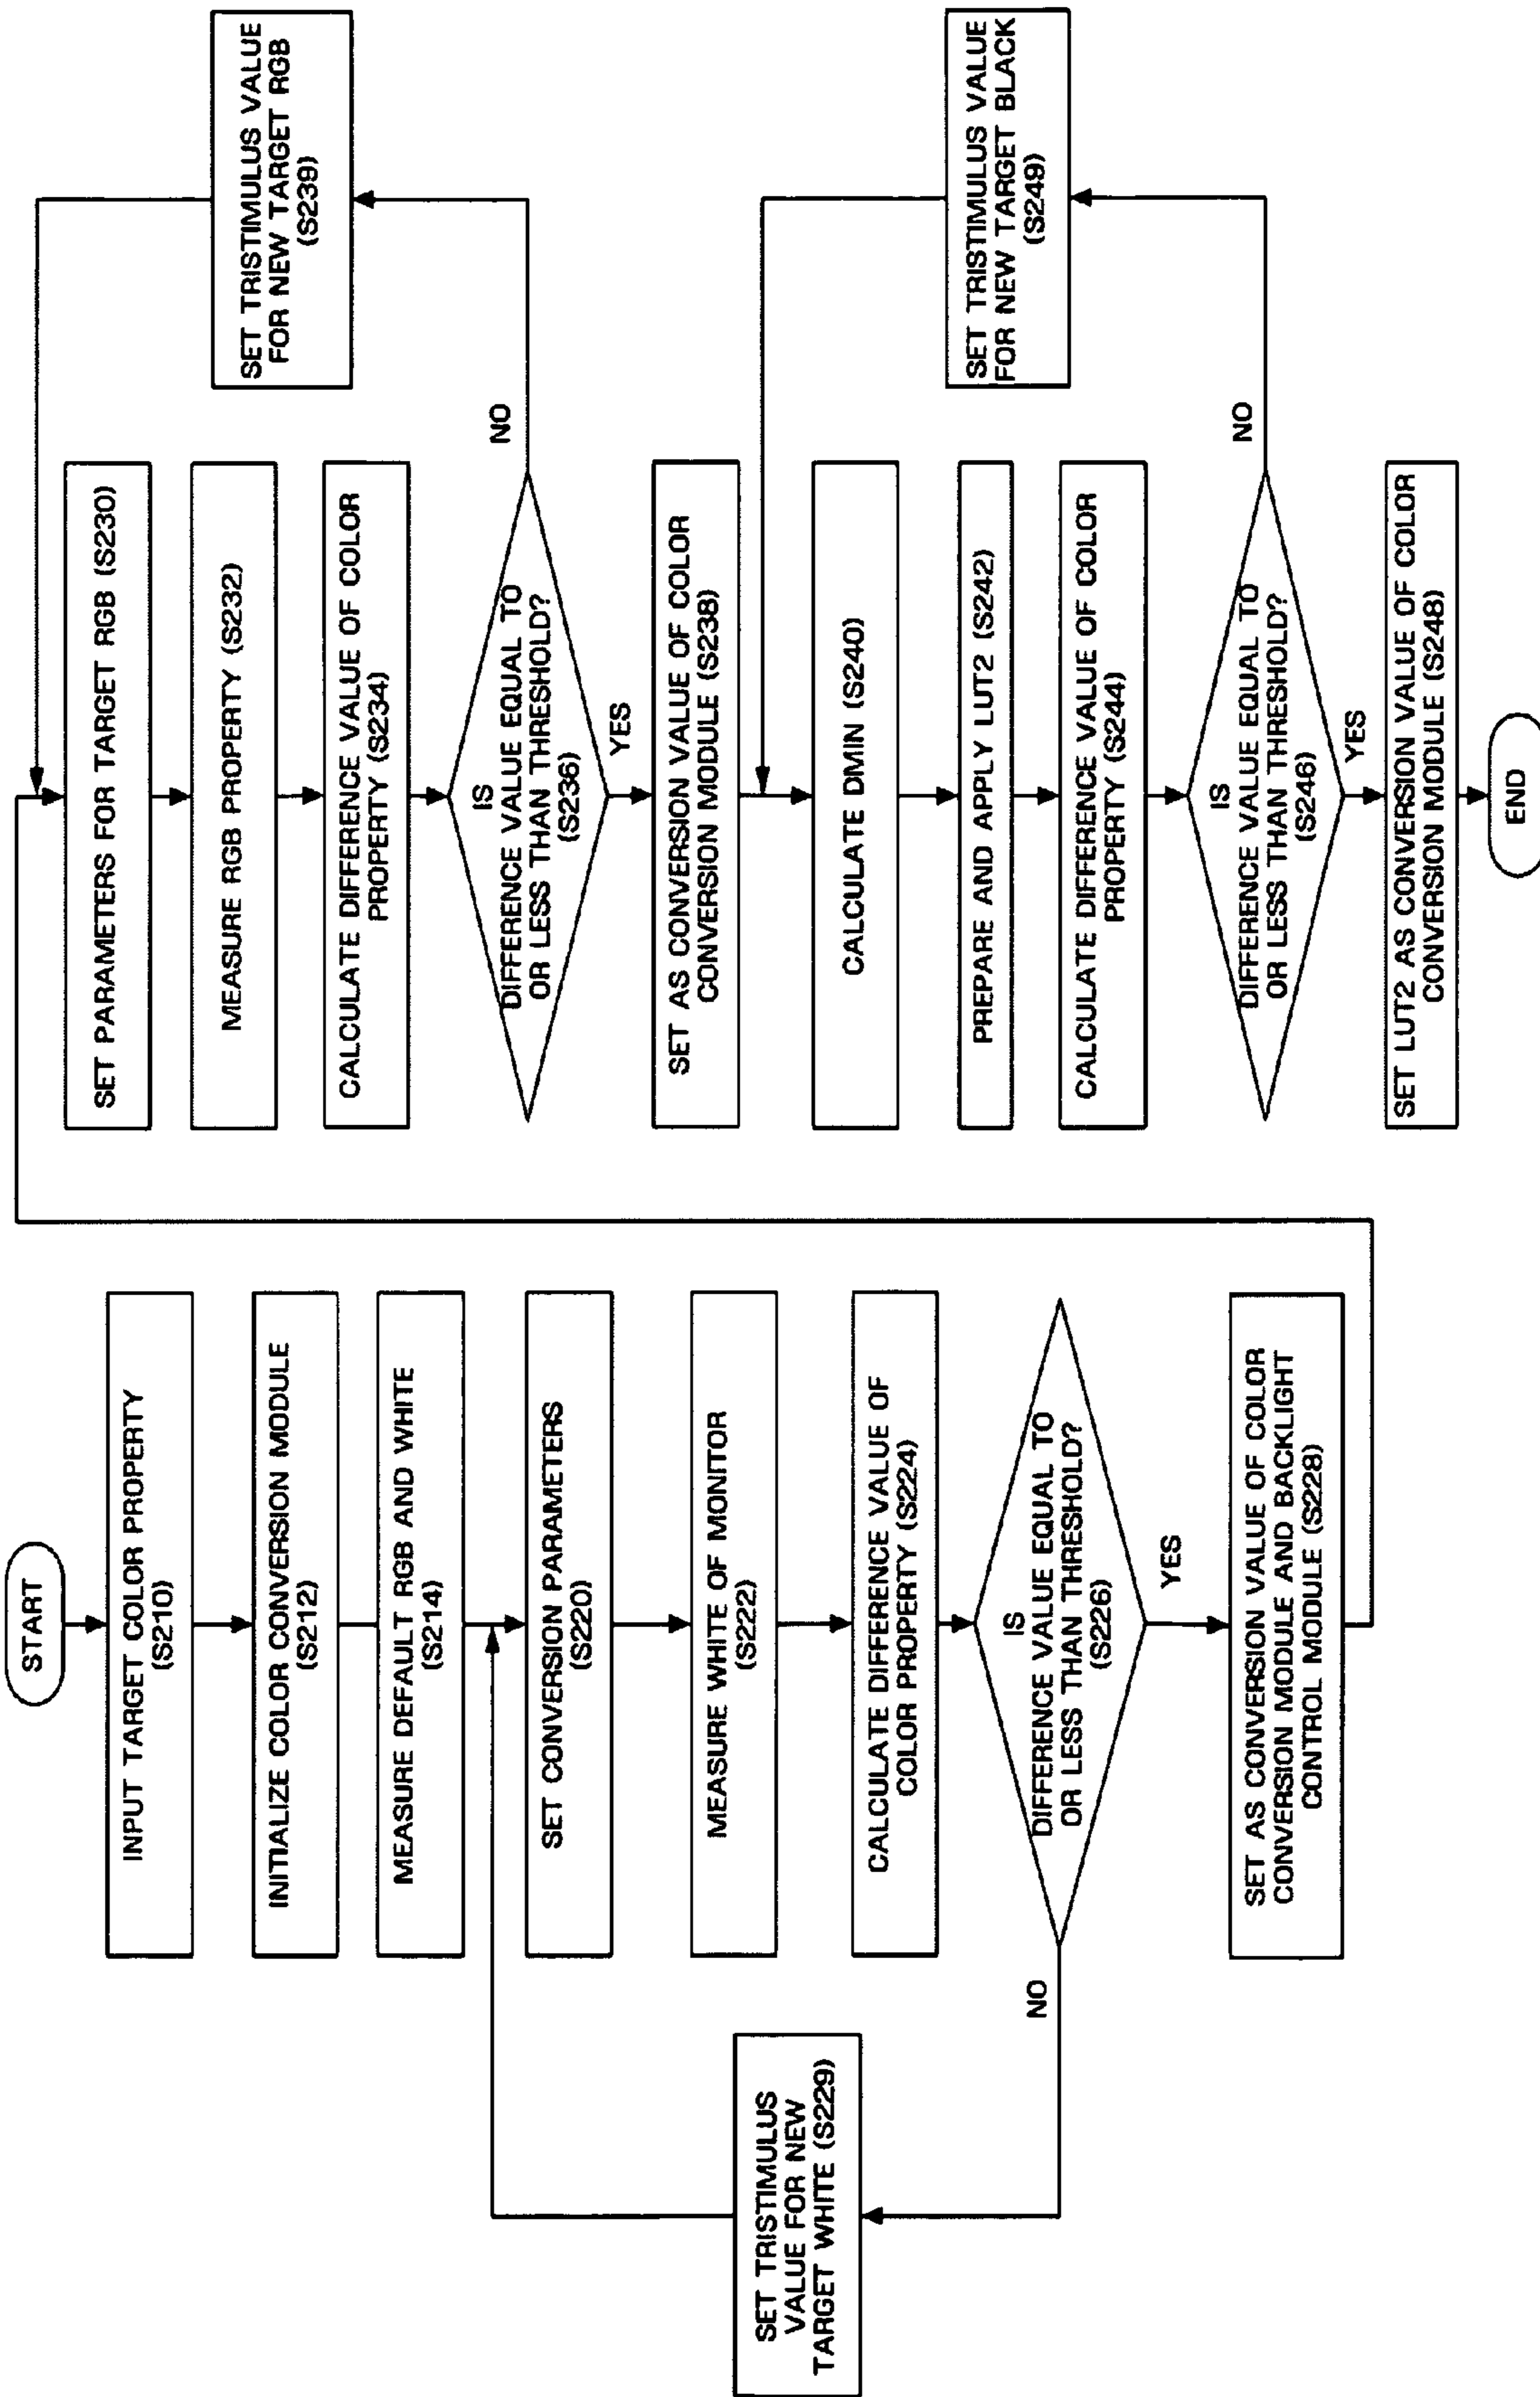 START
INPUT TARGET COLOR PROPERTY
(S210)
INITIALIZE COLOR CONVERSION MODULE
(S212)
MEASURE DEFAULT RGB AND WHITE
(S214)
SET CONVERSION PARAMETERS
(S220)
MEASURE WHITE OF MONITOR
(S222)
CALCULATE DIFFERENCE VALUE OF
COLOR PROPERTY (S224)
IS
DIFFERENCE VALUE EQUAL TO
OR LESS THAN THRESHOLD?
(S226)
NO
YES
SET TRISTIMULUS
VALUE FOR NEW
TARGET WHITE (S229)
SET AS CONVERSION VALUE OF COLOR
CONVERSION MODULE AND BACKLIGHT
CONTROL MODULE (S228)
SET PARAMETERS FOR TARGET RGB (S230)
MEASURE RGB PROPERTY (S232)
CALCULATE DIFFERENCE VALUE OF COLOR
PROPERTY (S234)
IS
DIFFERENCE VALUE EQUAL TO
OR LESS THAN THRESHOLD?
(S236)
NO
YES
SET TRISTIMULUS VALUE
FOR NEW TARGET RGB
(S239)
SET AS CONVERSION VALUE OF COLOR
CONVERSION MODULE (S238)
CALCULATE DMIN (S240)
PREPARE AND APPLY LUT2 (S242)
CALCULATE DIFFERENCE VALUE OF COLOR
PROPERTY (S244)
IS
DIFFERENCE VALUE EQUAL TO
OR LESS THAN THRESHOLD?
(S246)
NO
YES
SET TRISTIMULUS VALUE
FOR NEW TARGET BLACK
(S249)
SET LUT2 AS CONVERSION VALUE OF COLOR
CONVERSION MODULE (S248)
END